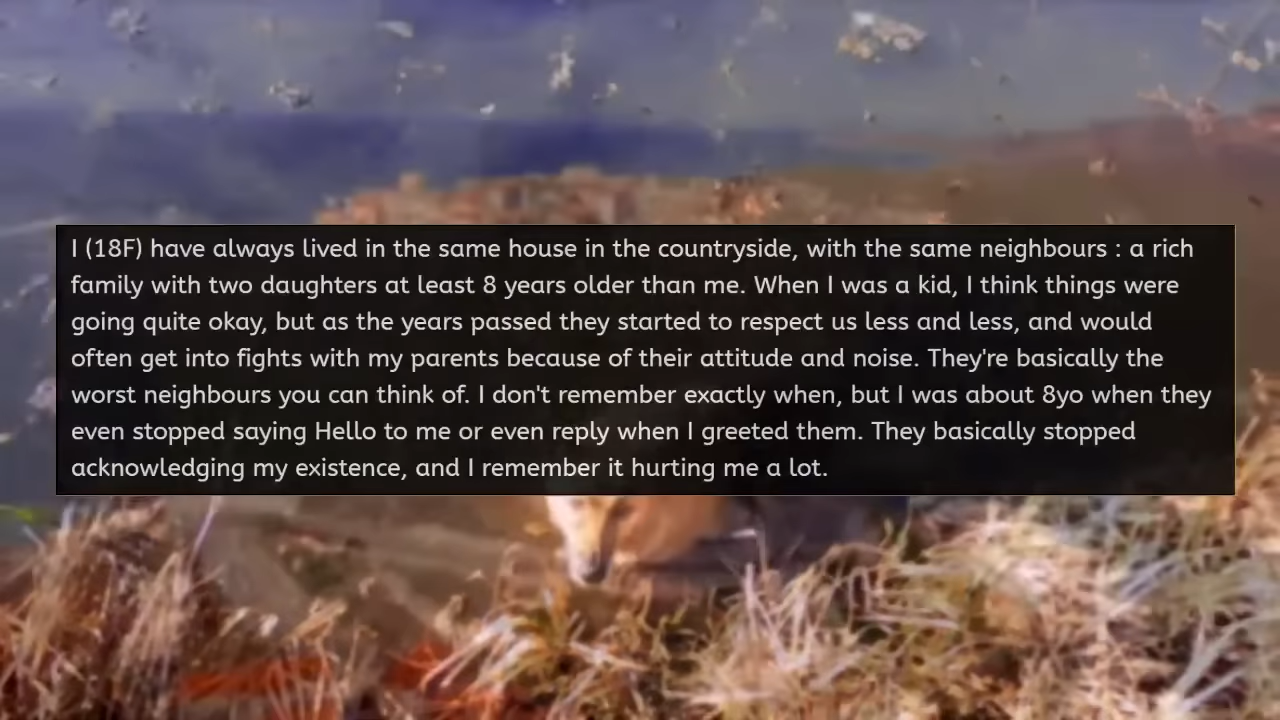 I (18F) have always lived in the same house in the countryside, with the same neighbours : a rich
family with two daughters at least 8 years older than me. When I was a kid, I think things were
going quite okay, but as the years passed they started to respect us less and less, and would
often get into fights with my parents because of their attitude and noise. They're basically the
worst neighbours you can think of. I don't remember exactly when, but I was about 8yo when they
even stopped saying Hello to me or even reply when I greeted them. They basically stopped
acknowledging my existence, and I remember it hurting me a lot.